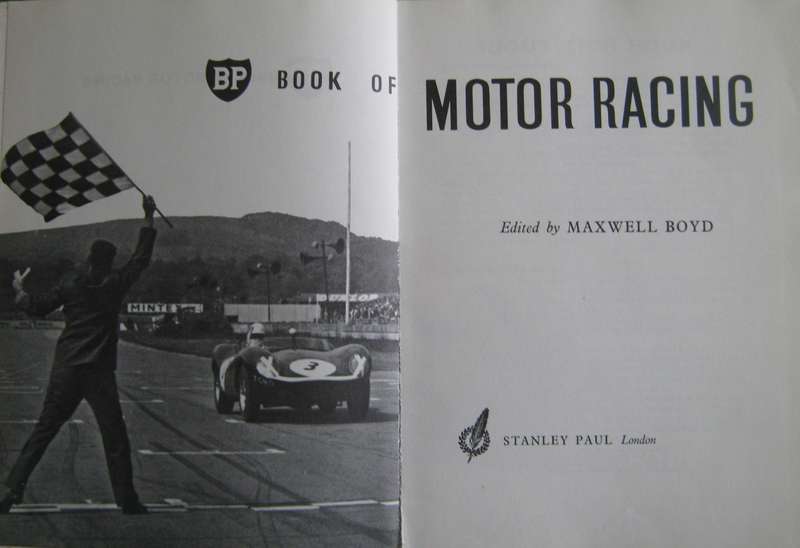 BP BOOK OF MOTOR RACING
Edited by MAXWELL BOYD
MINTEX
3
STANLEY PAUL London